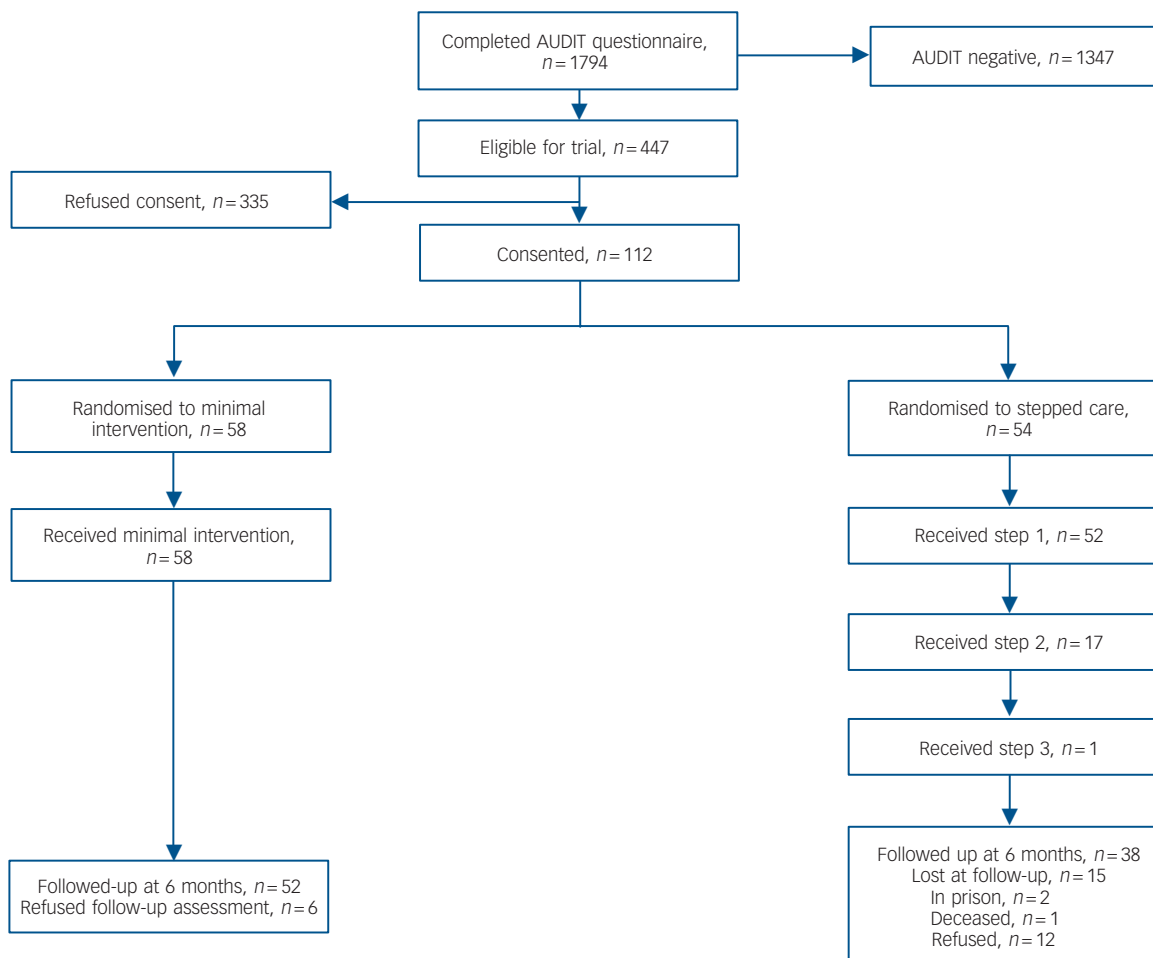 Completed AUDIT questionnaire,
n=1794
AUDIT negative, n=1347
Eligible for trial, n=447
Refused consent, n=335
Consented, n=112
Randomised to minimal
intervention, n=58
Randomised to stepped care,
n=54
Received minimal intervention,
n=58
Received step 1, n=52
Received step 2, n=17
Received step 3, n=1
Followed-up at 6 months, n=52
Refused follow-up assessment, n=6
Followed up at 6 months, n=38
Lost at follow-up, n=15
In prison, n=2
Deceased, n=1
Refused, n=12